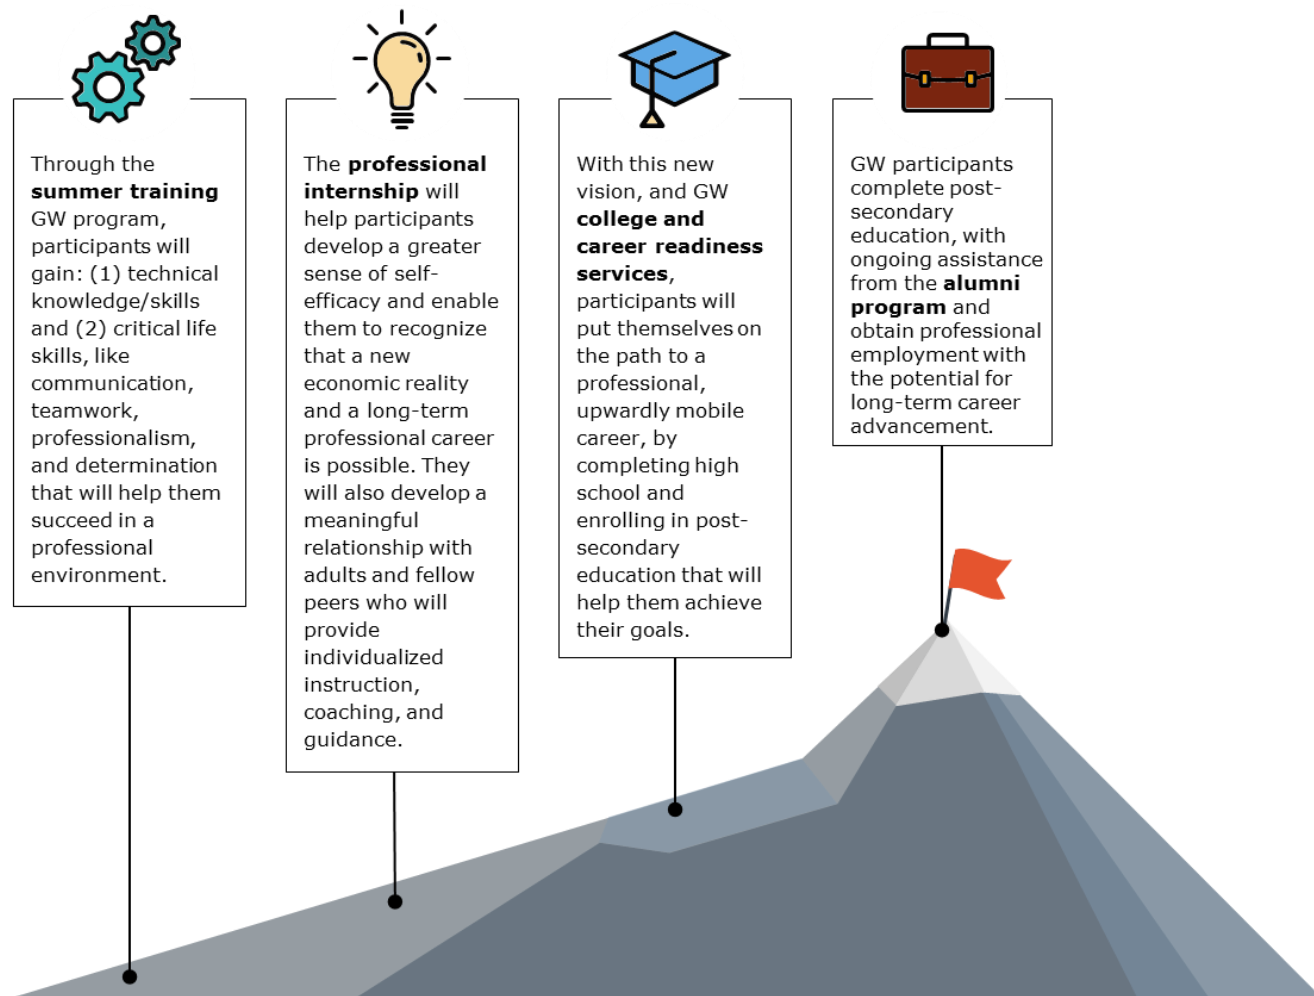 Through the
summer training
GW program,
participants will
gain: (1) technical
knowledge/skills
and (2) critical life
skills, like
communication,
teamwork,
professionalism,
and determination
that will help them
succeed in a
professional
environment.
The professional
internship will
help participants
develop a greater
sense of self-
efficacy and enable
them to recognize
that a new
economic reality
and a long-term
professional career
is possible. They
will also develop a
meaningful
relationship with
adults and fellow
peers who will
provide
individualized
instruction,
coaching, and
guidance.
With this new
vision, and GW
college and
career readiness
services,
participants will
put themselves on
the path to a
professional,
upwardly mobile
career, by
completing high
school and
enrolling in post-
secondary
education that will
help them achieve
their goals.
GW participants
complete post-
secondary
education, with
ongoing assistance
from the alumni
program and
obtain professional
employment with
the potential for
long-term career
advancement.